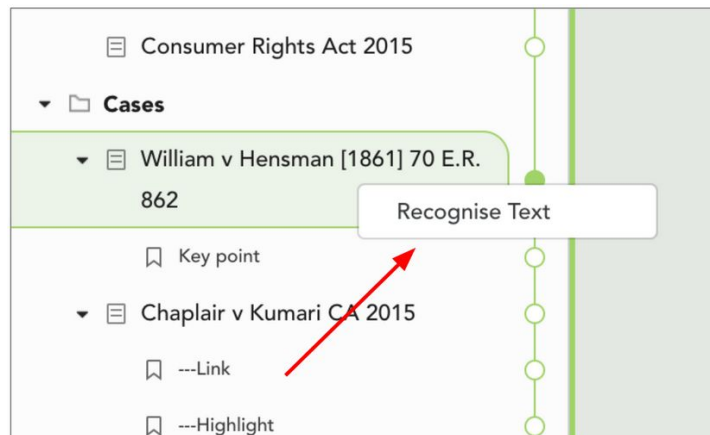 Consumer Rights Act 2015
Cases
William v Hensman [1861] 70 E.R.
862
Recognise Text
Key point
Chaplair v Kumari CA 2015
---Link
---Highlight